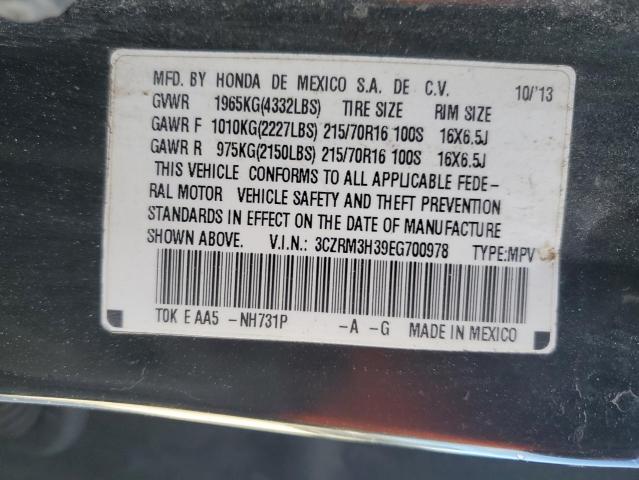 MFD. BY HONDA DE MEXICO S.A. DE C.V. 10/'13
GVWR 1965KG(4332LBS) TIRE SIZE RIM SIZE
GAWR F 1010KG(2227LBS) 215/70R16 100S 16X6.5J
GAWR R 975KG(2150LBS) 215/70R16 100S 16X6.5J
THIS VEHICLE CONFORMS TO ALL APPLICABLE FEDE-
RAL MOTOR VEHICLE SAFETY AND THEFT PREVENTION
STANDARDS IN EFFECT ON THE DATE OF MANUFACTURE
SHOWN ABOVE. V.I.N.: 3CZRM3H39EG700978 TYPE:MPV
T0K E AA5 -NH731P -A -G MADE IN MEXICO